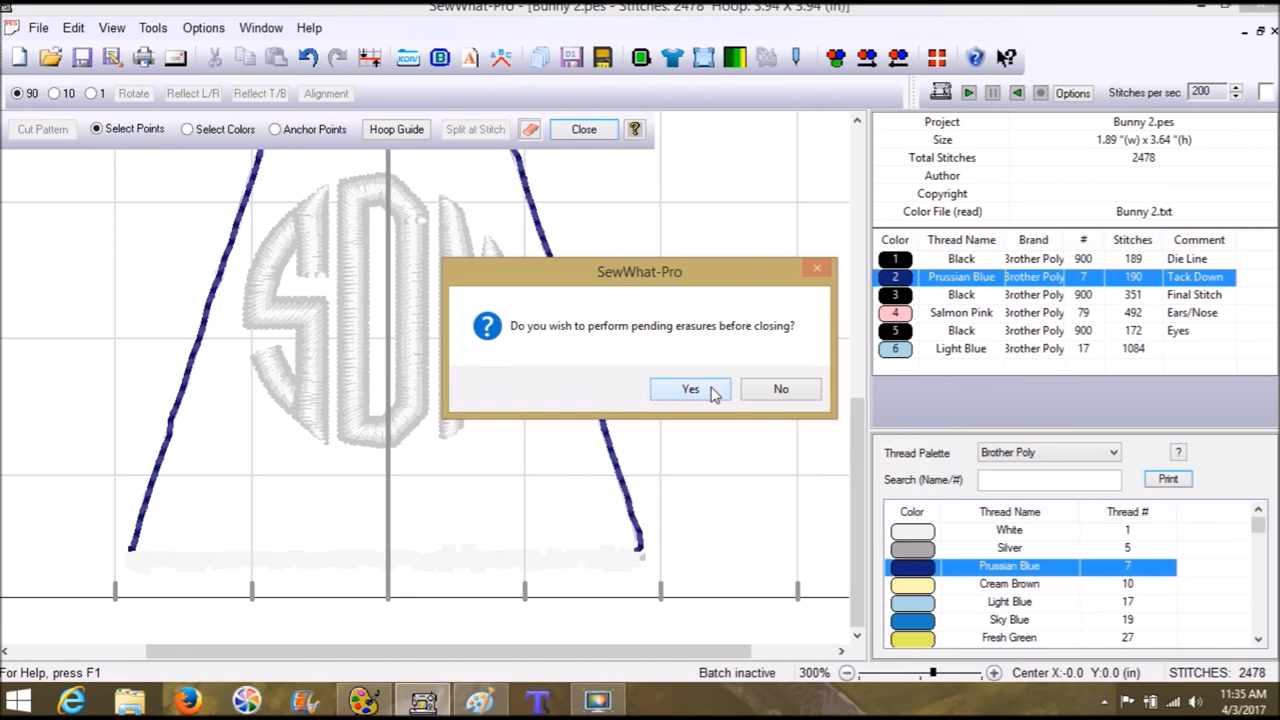 SewWhat-Pro - [Bunny 2.pes - Stitches: 2478 Hoop: 3.94 X 3.94 (in)]
File Edit View Tools Options Window Help
90 10 1 Rotate Reflect L/R Reflect T/B Alignment Options Stitches per sec 200
Cut Pattern Select Points Select Colors Anchor Points Hoop Guide Split at Stitch Close ?
Project Bunny 2.pes
Size 1.89 "(w) x 3.64 "(h)
Total Stitches 2478
Author
Copyright
Color File (read) Bunny 2.txt
Color Thread Name Brand # Stitches Comment
1 Black Brother Poly 900 189 Die Line
2 Prussian Blue Brother Poly 7 190 Tack Down
3 Black Brother Poly 900 351 Final Stitch
4 Salmon Pink Brother Poly 79 492 Ears/Nose
5 Black Brother Poly 900 172 Eyes
6 Light Blue Brother Poly 17 1084
SewWhat-Pro
Do you wish to perform pending erasures before closing?
Yes No
Thread Palette Brother Poly ?
Search (Name/#) Print
Color Thread Name Thread #
White 1
Silver 5
Prussian Blue 7
Cream Brown 10
Light Blue 17
Sky Blue 19
Fresh Green 27
For Help, press F1 Batch inactive 300% Center X:-0.0 Y:0.0 (in) STITCHES: 2478
11:35 AM
4/3/2017